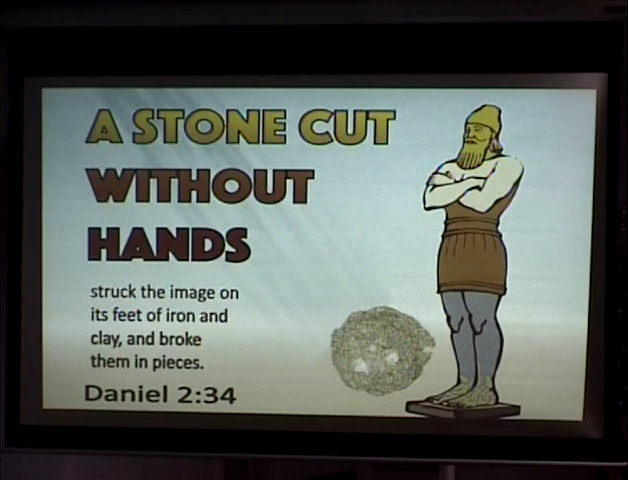 A STONE CUT
WITHOUT
HANDS
struck the image on
its feet of iron and
clay, and broke
them in pieces.
Daniel 2:34